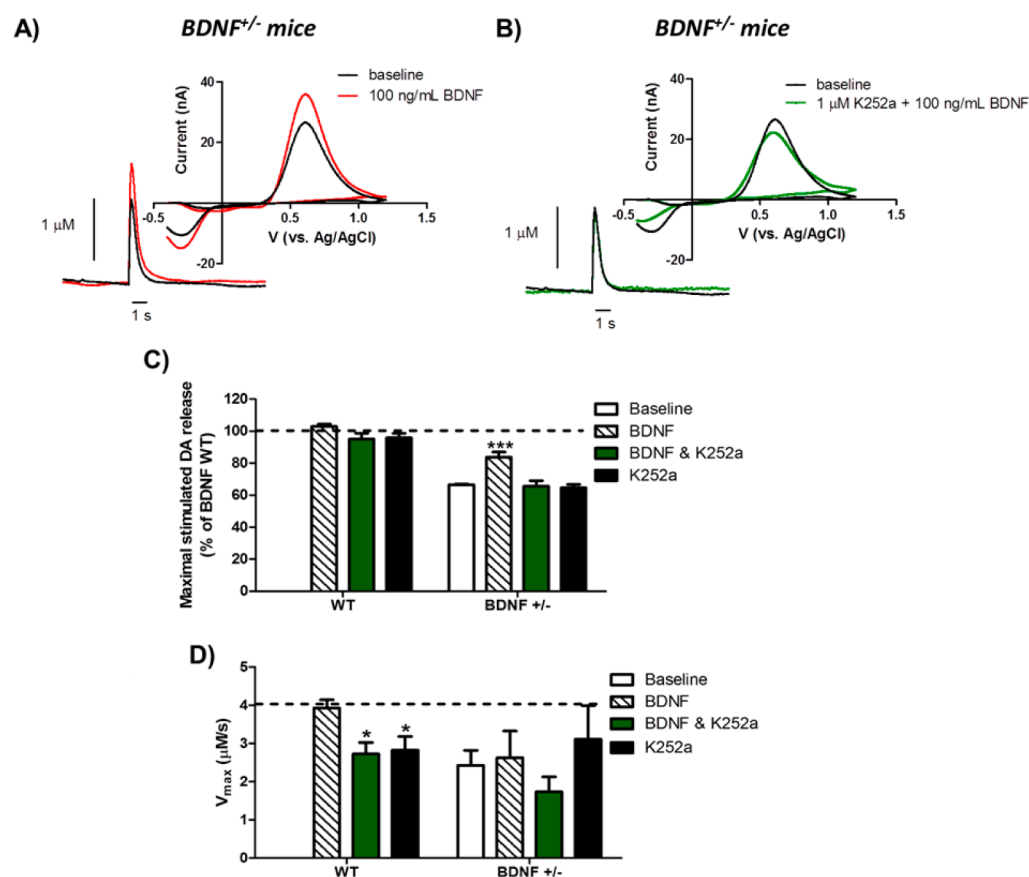 A)
BDNF+/- mice
baseline
100 ng/mL BDNF
Current (nA)
40
20
-20
-0.5
0.5
1.0
1.5
V (vs. Ag/AgCl)
1 μM
1 s
B)
BDNF+/- mice
baseline
1 μM K252a + 100 ng/mL BDNF
Current (nA)
40
20
-20
-0.5
0.5
1.0
1.5
V (vs. Ag/AgCl)
1 μM
1 s
C)
Maximal stimulated DA release
(% of BDNF WT)
120
100
80
60
40
20
0
***
WT
BDNF +/-
Baseline
BDNF
BDNF & K252a
K252a
D)
Vmax (μM/s)
5
4
3
2
1
0
*
*
WT
BDNF +/-
Baseline
BDNF
BDNF & K252a
K252a